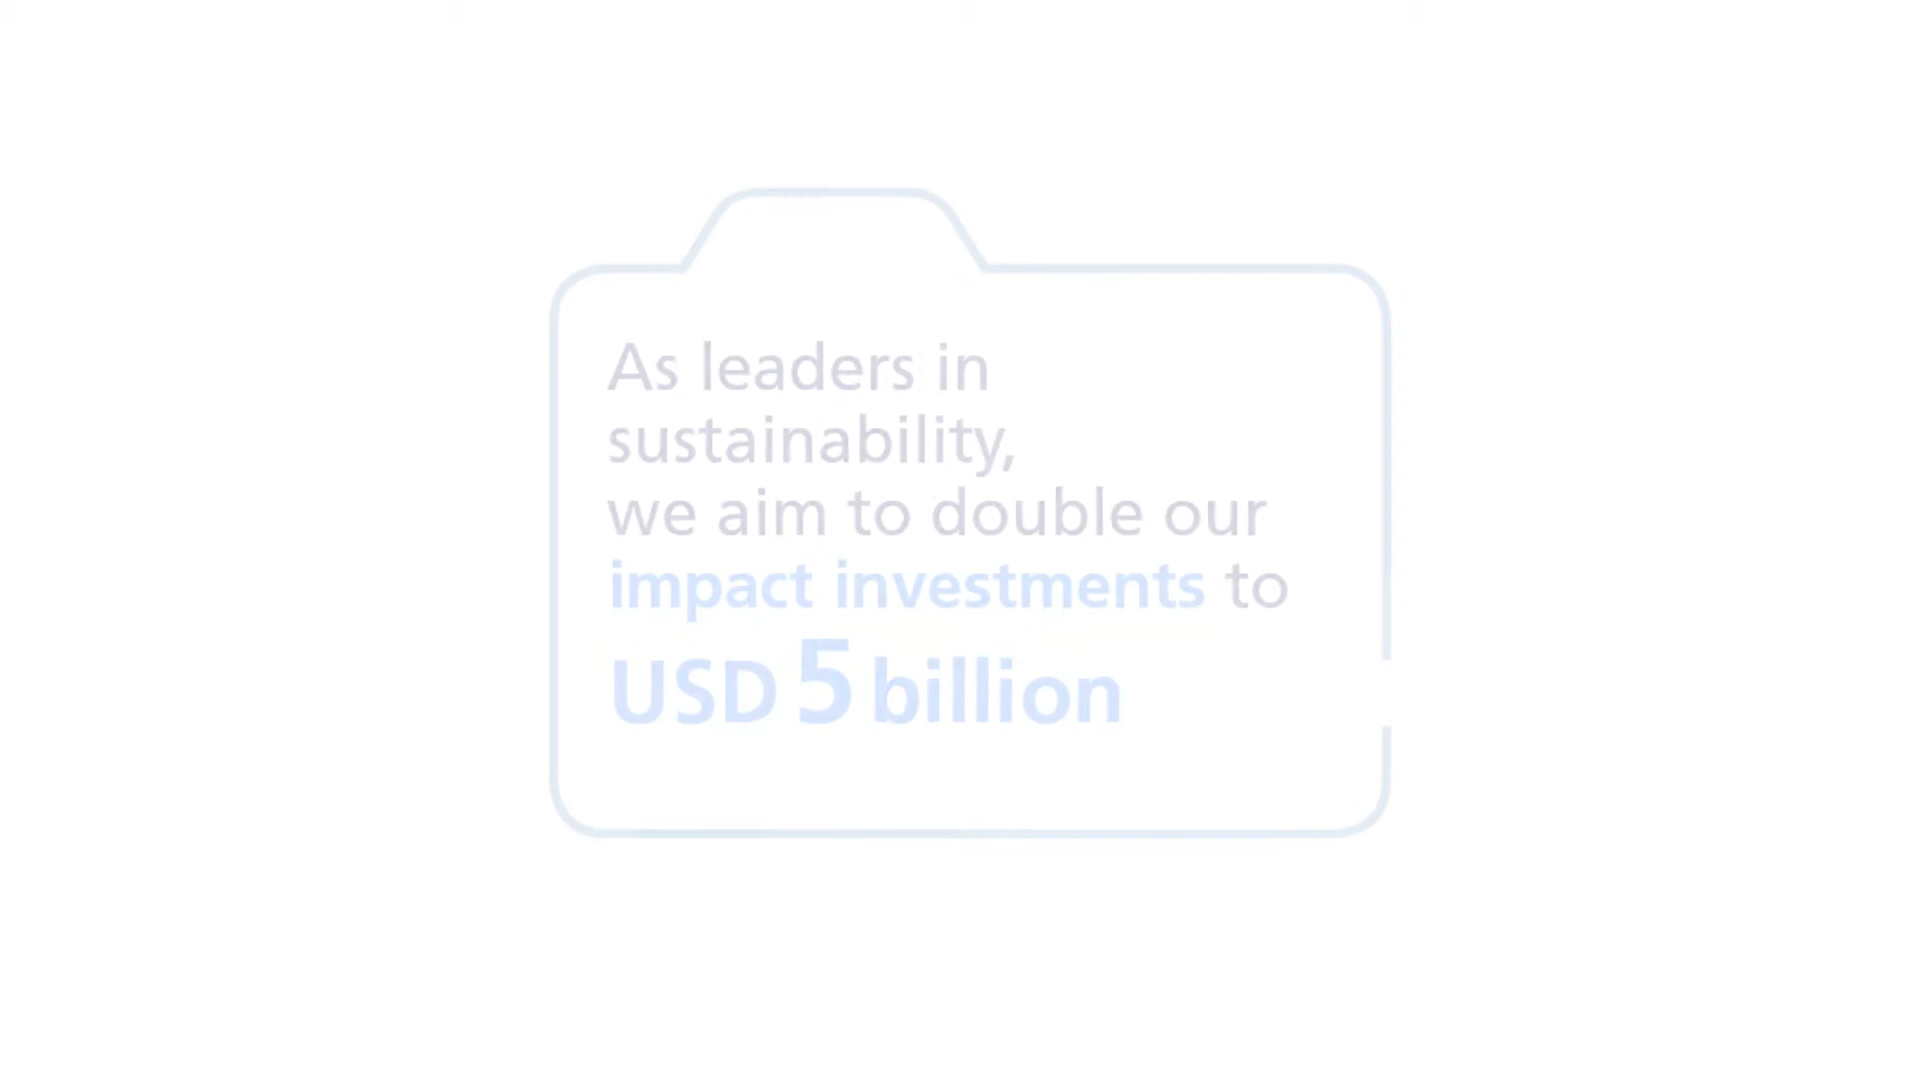 As leaders in
sustainability,
we aim to double our
impact investments to
USD 5 billion